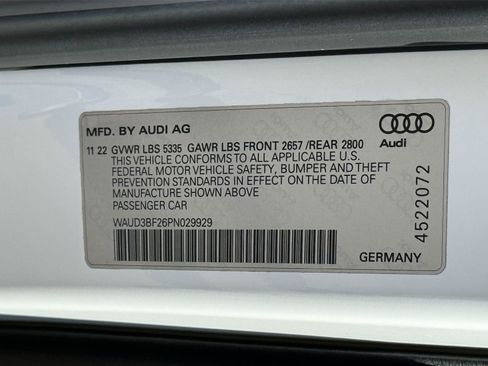 MFD. BY AUDI AG
11 22 GVWR LBS 5335 GAWR LBS FRONT 2657 /REAR 2800
THIS VEHICLE CONFORMS TO ALL APPLICABLE U.S.
FEDERAL MOTOR VEHICLE SAFETY, BUMPER AND THEFT
PREVENTION STANDARDS IN EFFECT ON THE DATE OF
MANUFACTURE SHOWN ABOVE
PASSENGER CAR
WAUD3BF26PN029929
Audi
4522072
GERMANY